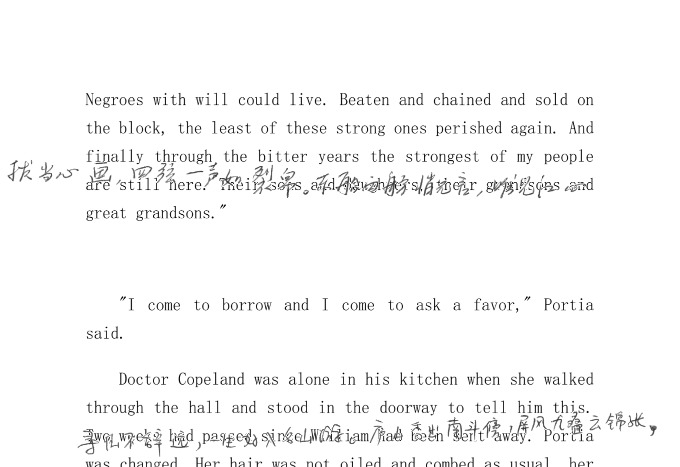 Negroes with will could live. Beaten and chained and sold on
the block, the least of these strong ones perished again. And
finally through the bitter years the strongest of my people
拔当心画,四弦一声如裂帛。东船西舫悄无言,唯见江心
are still here. Their sons and daughters, their grandsons and
great grandsons."
"I come to borrow and I come to ask a favor," Portia
said.
Doctor Copeland was alone in his kitchen when she walked
through the hall and stood in the doorway to tell him this.
寻仙不辞远,一生好入名山游。庐山秀出南斗傍,屏风九叠云锦张,
Two weeks had passed since William had been sent away. Portia
was changed. Her hair was not oiled and combed as usual, her